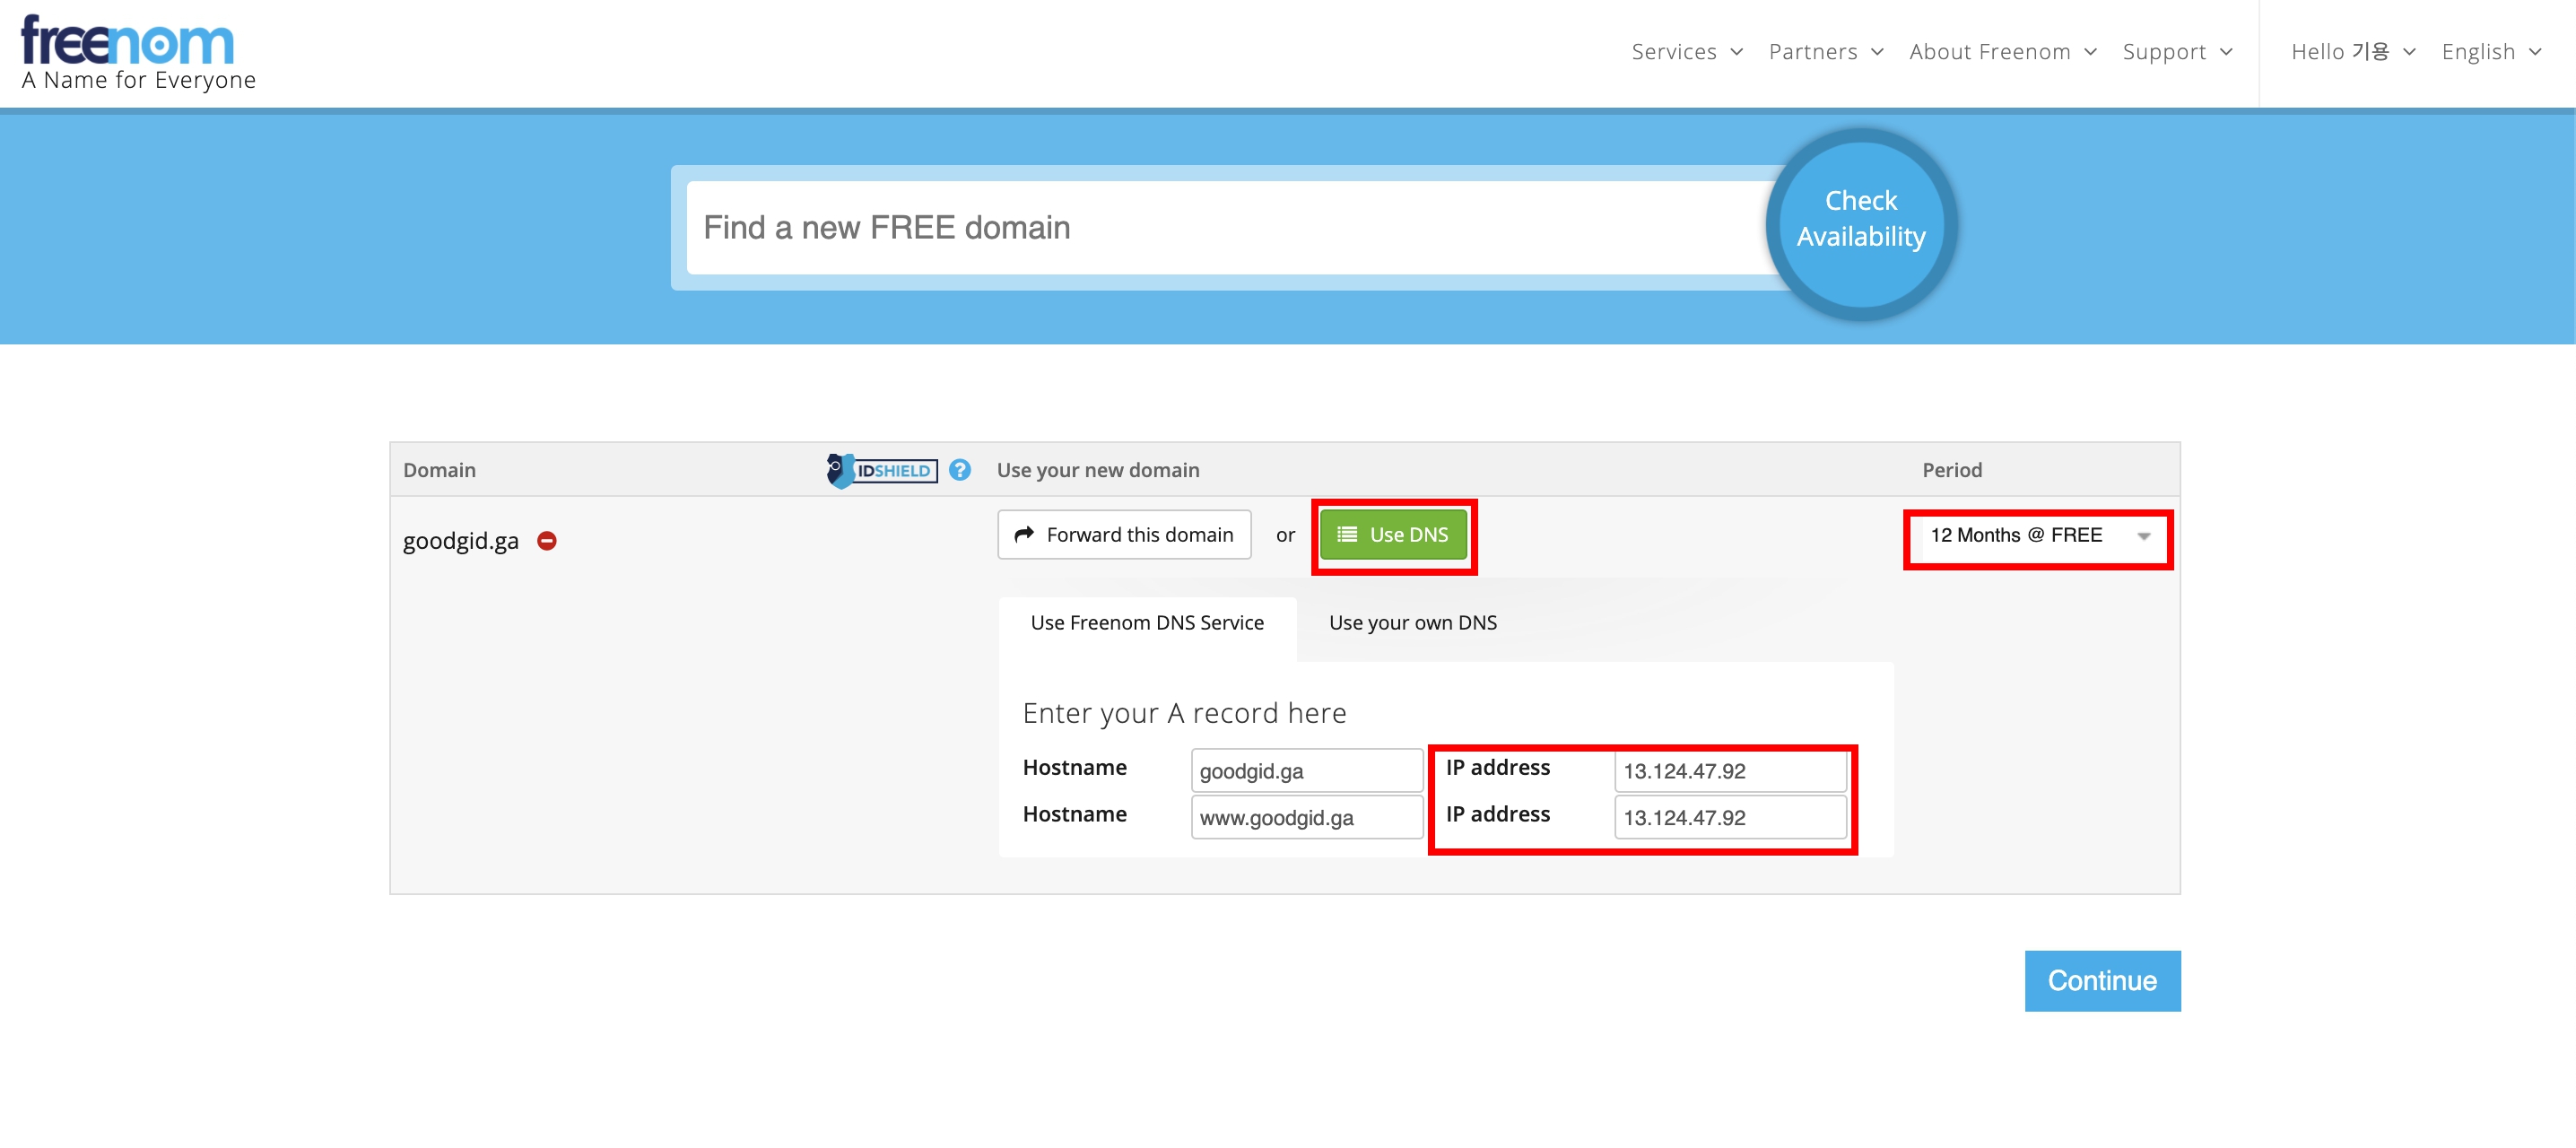 freenom
A Name for Everyone
Services Partners About Freenom Support Hello 기용 English
Find a new FREE domain
Check
Availability
Domain IDSHIELD ? Use your new domain Period
goodgid.ga Forward this domain or Use DNS 12 Months @ FREE
Use Freenom DNS Service Use your own DNS
Enter your A record here
Hostname goodgid.ga IP address 13.124.47.92
Hostname www.goodgid.ga IP address 13.124.47.92
Continue